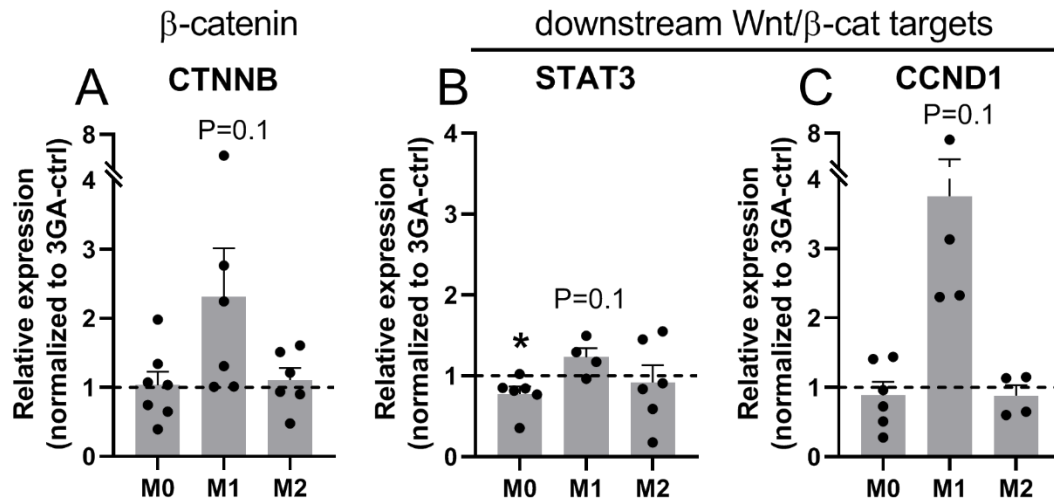 β-catenin
downstream Wnt/β-cat targets
A
CTNNB
Relative expression
(normalized to 3GA-ctrl)
8
4
3
2
1
0
P=0.1
M0 M1 M2
B
STAT3
Relative expression
(normalized to 3GA-ctrl)
4
3
2
1
0
*
P=0.1
M0 M1 M2
C
CCND1
Relative expression
(normalized to 3GA-ctrl)
8
4
3
2
1
0
P=0.1
M0 M1 M2